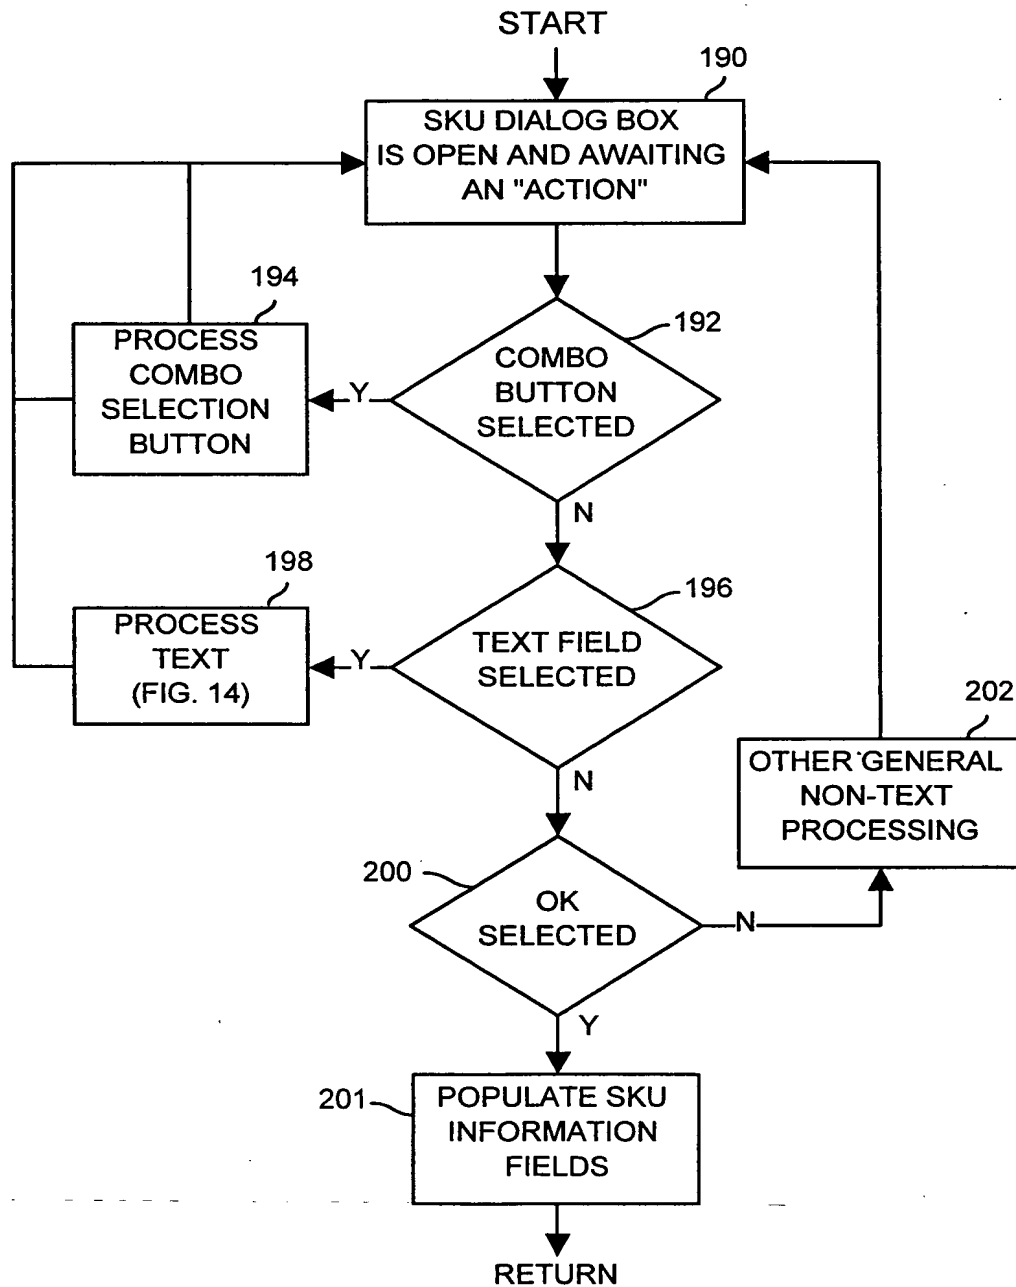 START
190
SKU DIALOG BOX
IS OPEN AND AWAITING
AN "ACTION"
194
PROCESS
COMBO
SELECTION
BUTTON
192
COMBO
BUTTON
SELECTED
Y
N
198
PROCESS
TEXT
(FIG. 14)
196
TEXT FIELD
SELECTED
Y
N
202
OTHER GENERAL
NON-TEXT
PROCESSING
200
OK
SELECTED
N
Y
201
POPULATE SKU
INFORMATION
FIELDS
RETURN